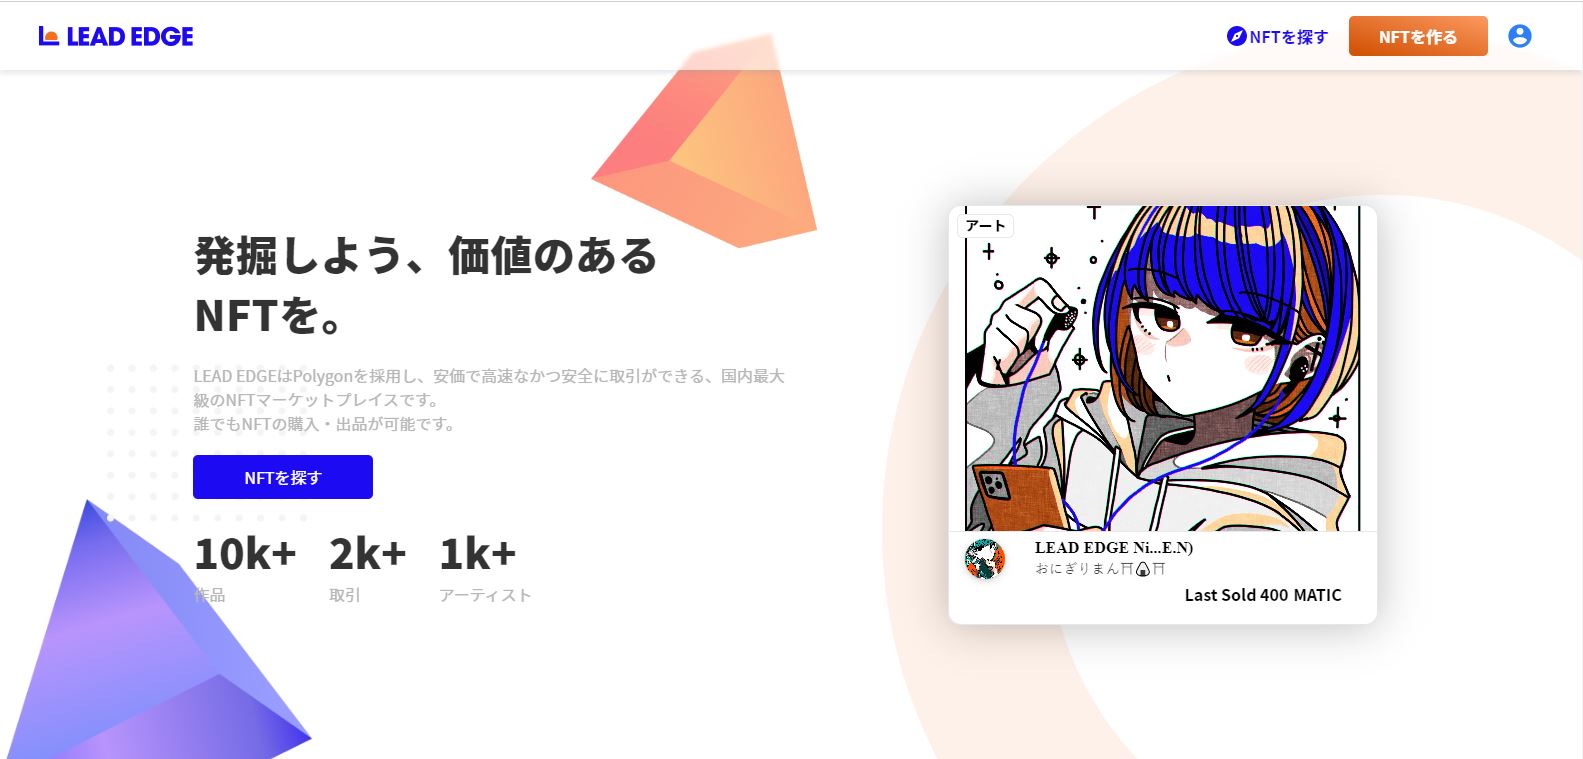 LEAD EDGE
NFTを探す
NFTを作る
発掘しよう、価値のある
NFTを。
LEAD EDGEはPolygonを採用し、安価で高速なかつ安全に取引ができる、国内最大
級のNFTマーケットプレイスです。
誰でもNFTの購入・出品が可能です。
NFTを探す
10k+ 2k+ 1k+
作品 取引 アーティスト
アート
LEAD EDGE Ni...E.N)
おにぎりまん⛩🍙⛩
Last Sold 400 MATIC